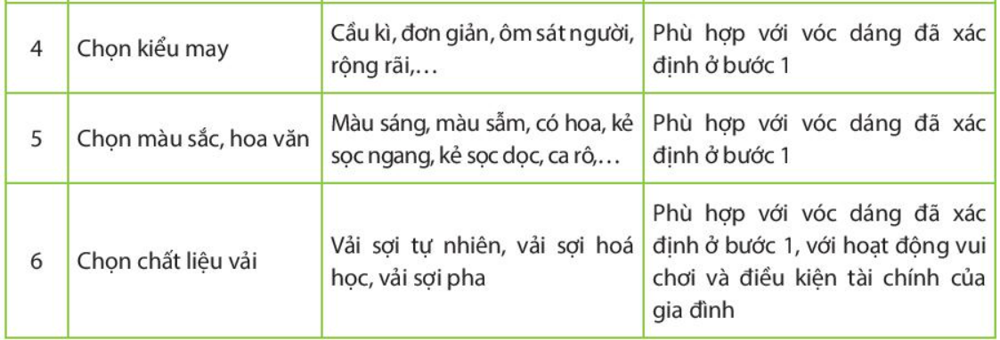 4
Chọn kiểu may
Cầu kì, đơn giản, ôm sát người,
rộng rãi,...
Phù hợp với vóc dáng đã xác
định ở bước 1
5
Chọn màu sắc, hoa văn
Màu sáng, màu sẫm, có hoa, kẻ
sọc ngang, kẻ sọc dọc, ca rô,...
Phù hợp với vóc dáng đã xác
định ở bước 1
6
Chọn chất liệu vải
Vải sợi tự nhiên, vải sợi hoá
học, vải sợi pha
Phù hợp với vóc dáng đã xác
định ở bước 1, với hoạt động vui
chơi và điều kiện tài chính của
gia đình